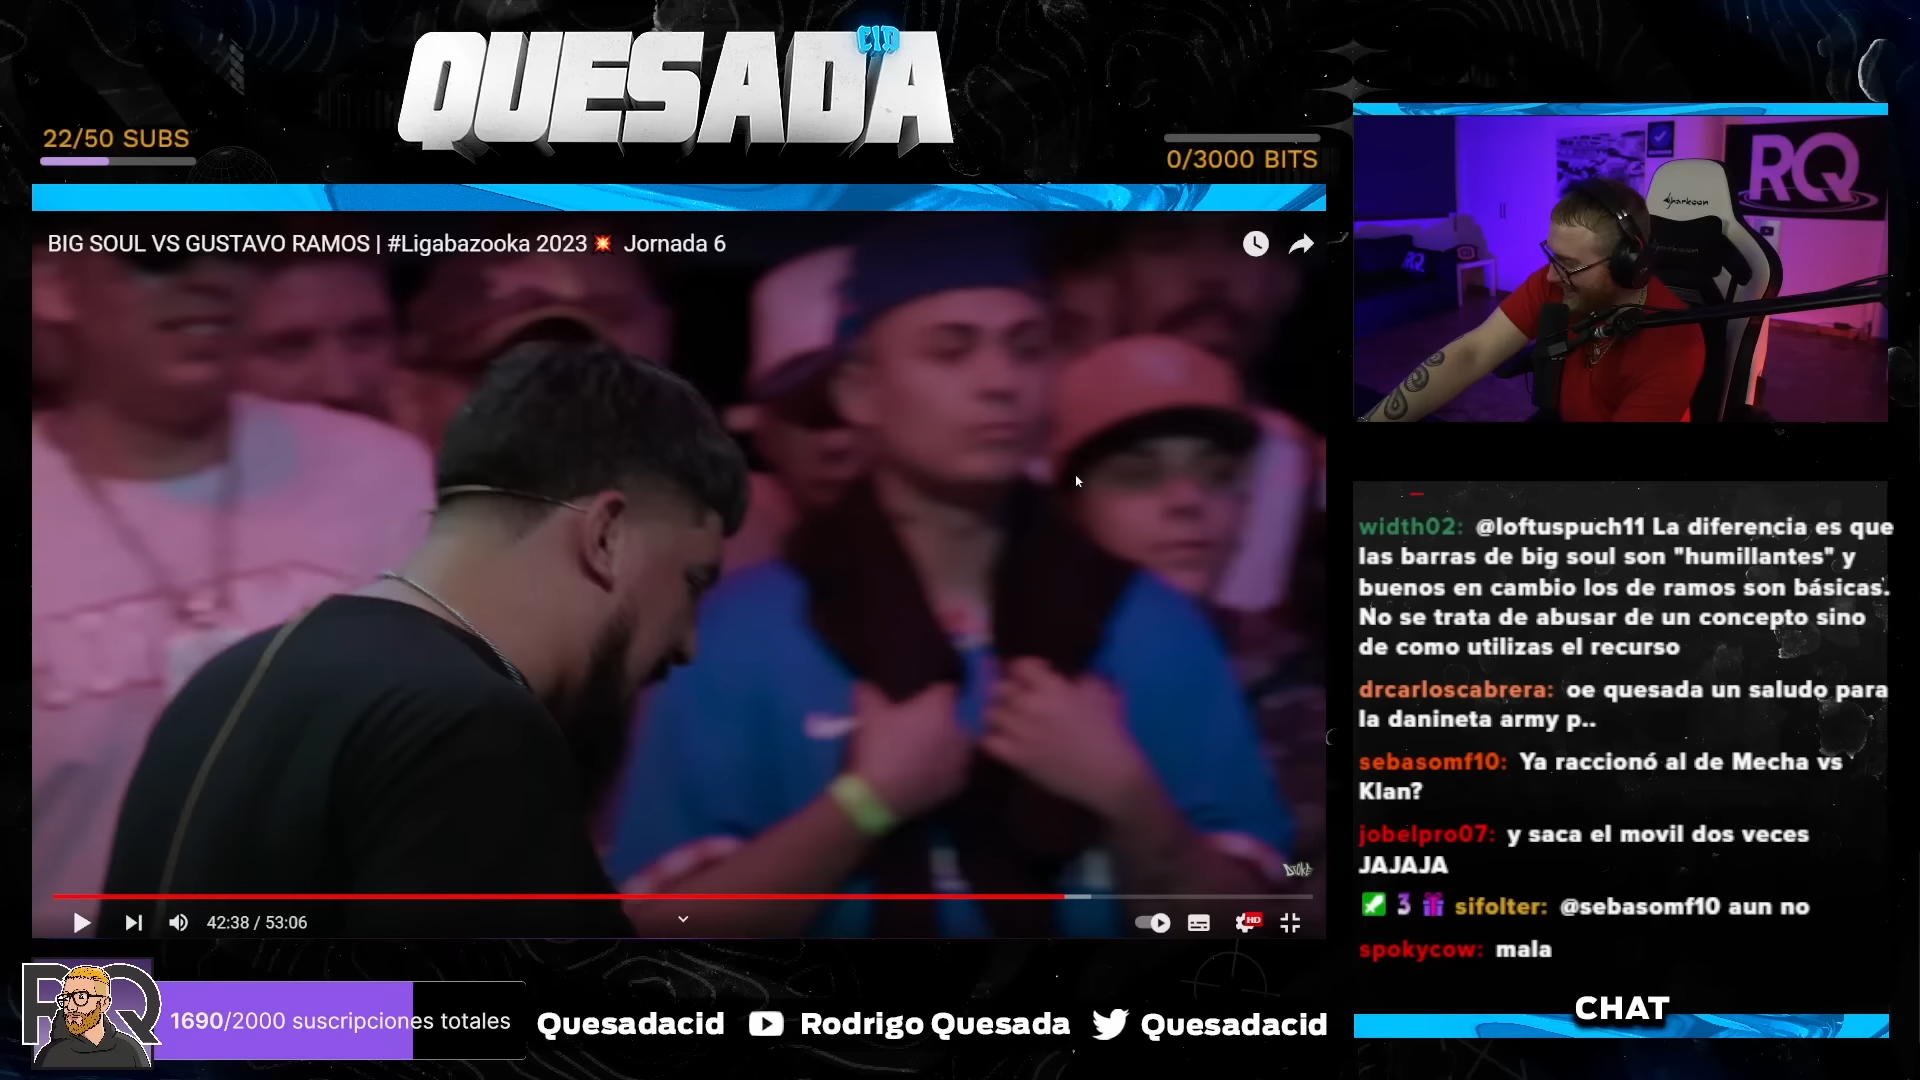 QUESADA
CID
22/50 SUBS
0/3000 BITS
BIG SOUL VS GUSTAVO RAMOS | #Ligabazooka 2023💥 Jornada 6
RQ
sharkoon
RQ
width02: @loftuspuch11 La diferencia es que
las barras de big soul son "humillantes" y
buenos en cambio los de ramos son básicas.
No se trata de abusar de un concepto sino
de como utilizas el recurso
drcarloscabrera: oe quesada un saludo para
la danineta army p..
sebasomf10: Ya raccionó al de Mecha vs
Klan?
jobelpro07: y saca el movil dos veces
JAJAJA
3 sifolter: @sebasomf10 aun no
spokycow: mala
CHAT
42:38 / 53:06
HD
RQ
1690/2000 suscripciones totales
Quesadacid
Rodrigo Quesada
Quesadacid